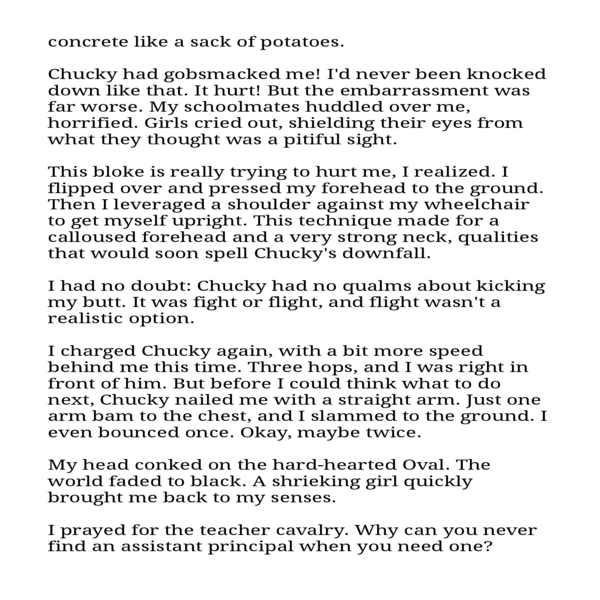 concrete like a sack of potatoes.
Chucky had gobsmacked me! I'd never been knocked
down like that. It hurt! But the embarrassment was
far worse. My schoolmates huddled over me,
horrified. Girls cried out, shielding their eyes from
what they thought was a pitiful sight.
This bloke is really trying to hurt me, I realized. I
flipped over and pressed my forehead to the ground.
Then I leveraged a shoulder against my wheelchair
to get myself upright. This technique made for a
calloused forehead and a very strong neck, qualities
that would soon spell Chucky's downfall.
I had no doubt: Chucky had no qualms about kicking
my butt. It was fight or flight, and flight wasn't a
realistic option.
I charged Chucky again, with a bit more speed
behind me this time. Three hops, and I was right in
front of him. But before I could think what to do
next, Chucky nailed me with a straight arm. Just one
arm bam to the chest, and I slammed to the ground. I
even bounced once. Okay, maybe twice.
My head conked on the hard-hearted Oval. The
world faded to black. A shrieking girl quickly
brought me back to my senses.
I prayed for the teacher cavalry. Why can you never
find an assistant principal when you need one?